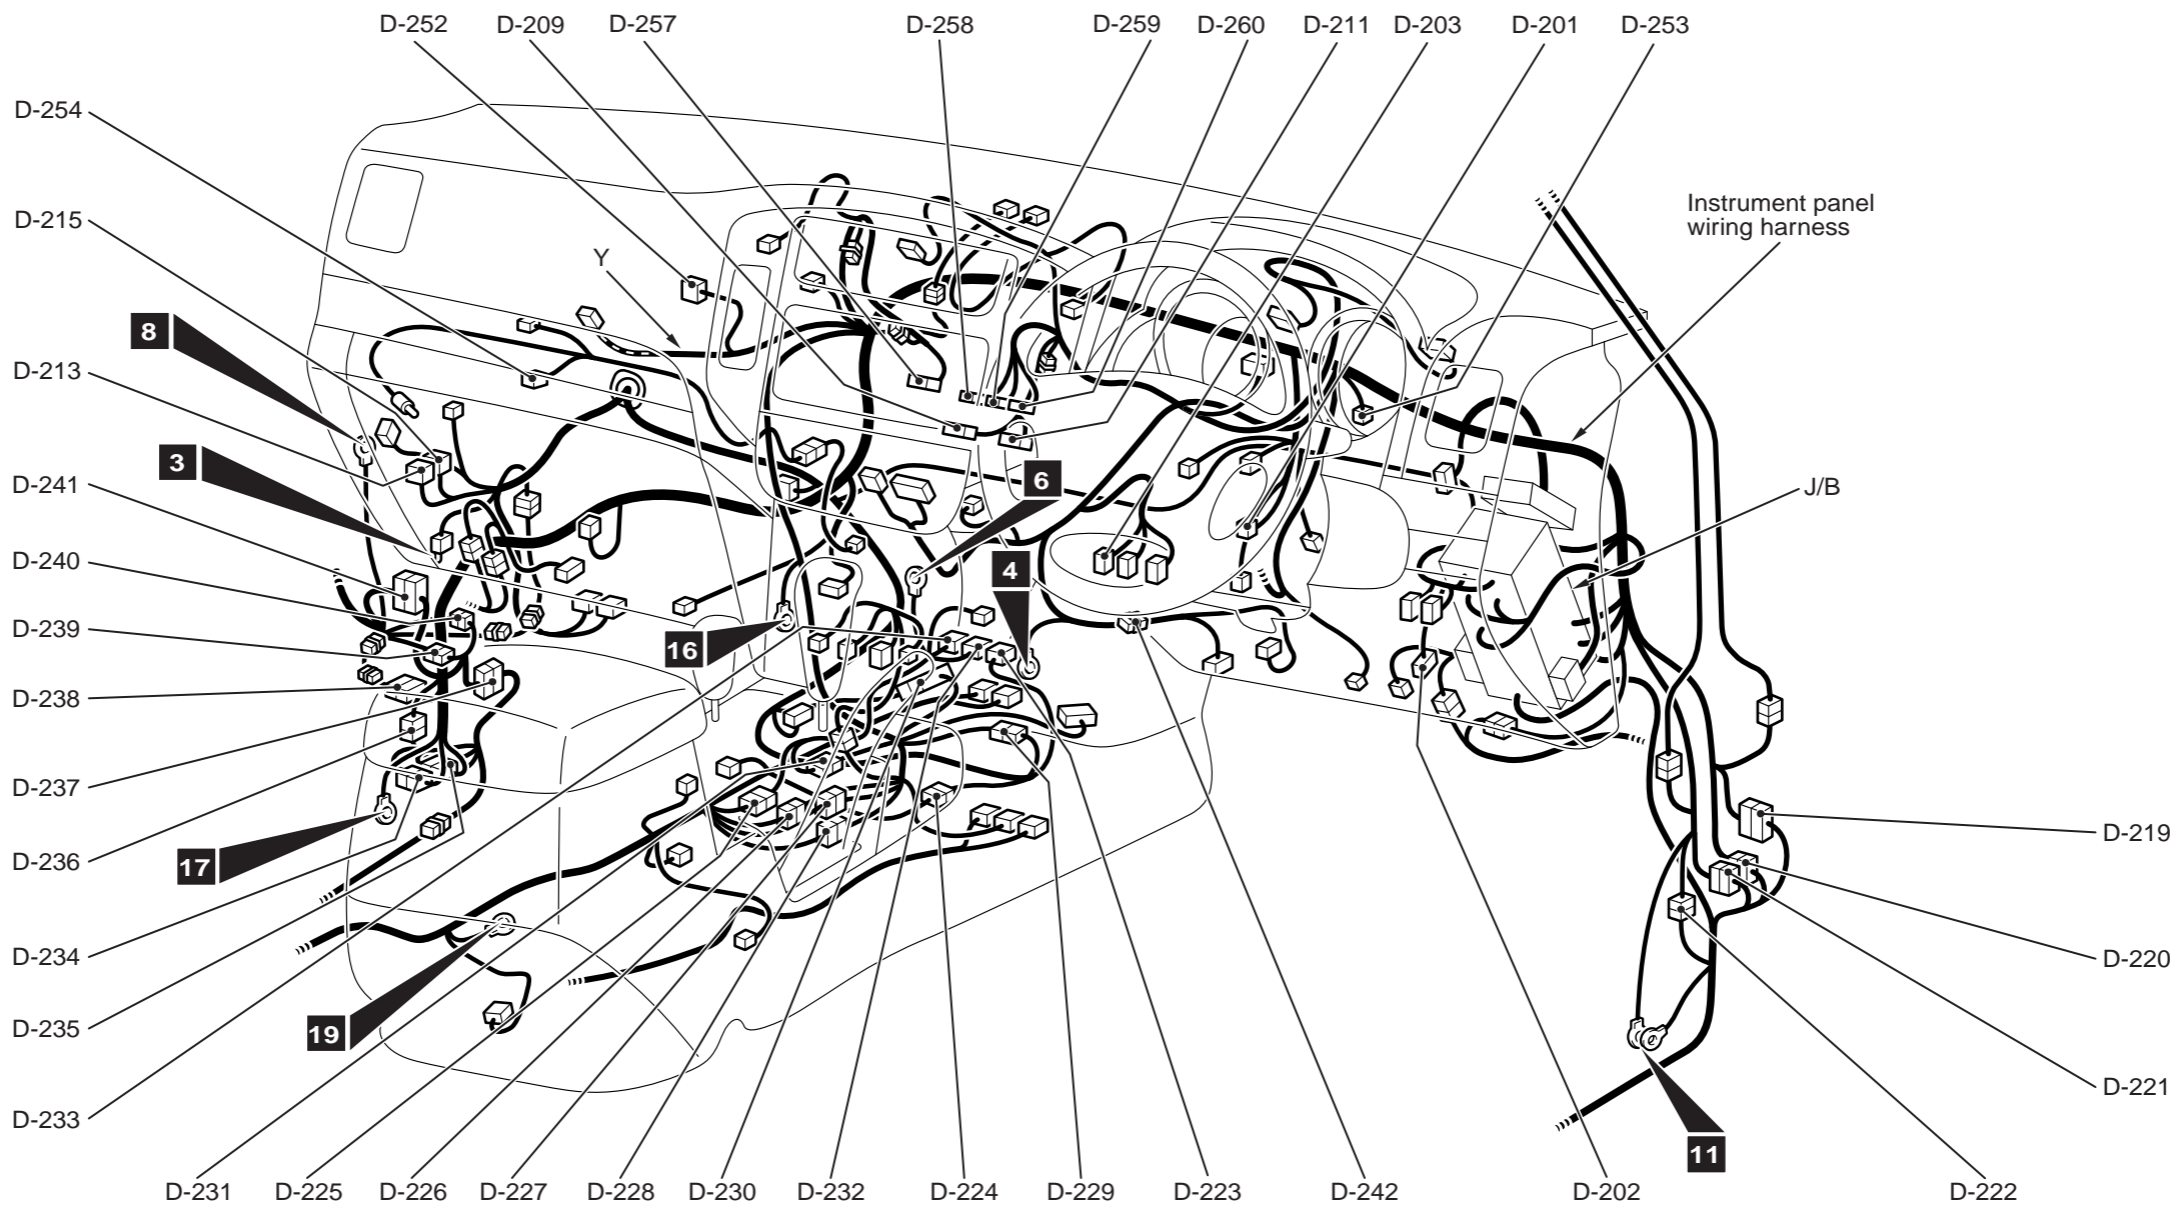 D-252 D-209 D-257 D-258 D-259 D-260 D-211 D-203 D-201 D-253
D-254
Instrument panel
wiring harness
D-215
Y
8
D-213
3
6
D-241
J/B
D-240
4
D-239
16
D-238
D-237
D-219
D-236
17
D-234
D-220
D-235
19
D-221
D-233
11
D-231 D-225 D-226 D-227 D-228 D-230 D-232 D-224 D-229 D-223 D-242 D-202 D-222